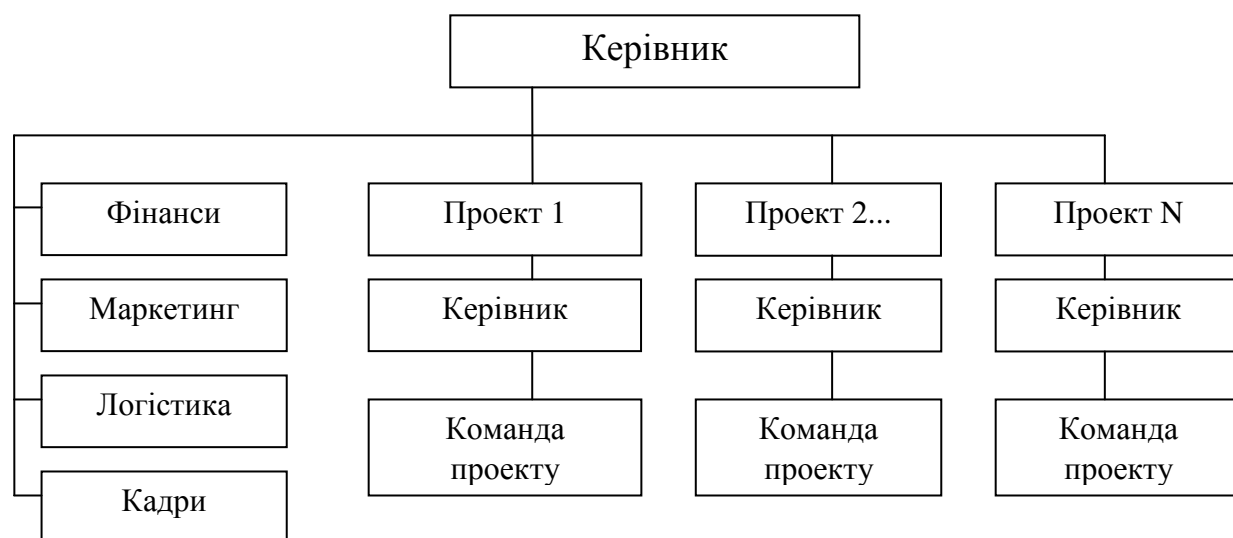 Керівник
Фінанси
Проект 1
Проект 2...
Проект N
Маркетинг
Керівник
Керівник
Керівник
Логістика
Команда
проекту
Команда
проекту
Команда
проекту
Кадри